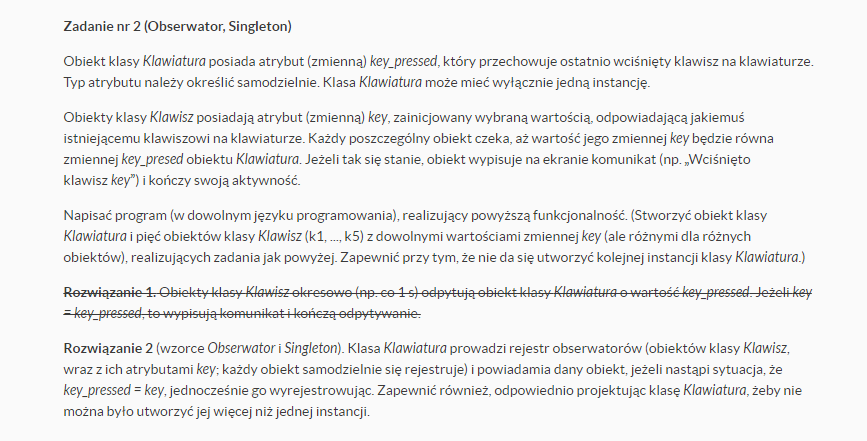 Zadanie nr 2 (Obserwator, Singleton)
Obiekt klasy Klawiatura posiada atrybut (zmienną) key_pressed, który przechowuje ostatnio wciśnięty klawisz na klawiaturze.
Typ atrybutu należy określić samodzielnie. Klasa Klawiatura może mieć wyłącznie jedną instancję.
Obiekty klasy Klawisz posiadają atrybut (zmienną) key, zainicjowany wybraną wartością, odpowiadającą jakiemuś
istniejącemu klawiszowi na klawiaturze. Każdy poszczególny obiekt czeka, aż wartość jego zmiennej key będzie równa
zmiennej key_presed obiektu Klawiatura. Jeżeli tak się stanie, obiekt wypisuje na ekranie komunikat (np. „Wciśnięto
klawisz key”) i kończy swoją aktywność.
Napisać program (w dowolnym języku programowania), realizujący powyższą funkcjonalność. (Stworzyć obiekt klasy
Klawiatura i pięć obiektów klasy Klawisz (k1, ..., k5) z dowolnymi wartościami zmiennej key (ale różnymi dla różnych
obiektów), realizujących zadania jak powyżej. Zapewnić przy tym, że nie da się utworzyć kolejnej instancji klasy Klawiatura.)
Rozwiązanie 1. Obiekty klasy Klawisz okresowo (np. co 1 s) odpytują obiekt klasy Klawiatura o wartość key_pressed. Jeżeli key
= key_pressed, to wypisują komunikat i kończą odpytywanie.
Rozwiązanie 2 (wzorce Obserwator i Singleton). Klasa Klawiatura prowadzi rejestr obserwatorów (obiektów klasy Klawisz,
wraz z ich atrybutami key; każdy obiekt samodzielnie się rejestruje) i powiadamia dany obiekt, jeżeli nastąpi sytuacja, że
key_pressed = key, jednocześnie go wyrejestrowując. Zapewnić również, odpowiednio projektując klasę Klawiatura, żeby nie
można było utworzyć jej więcej niż jednej instancji.